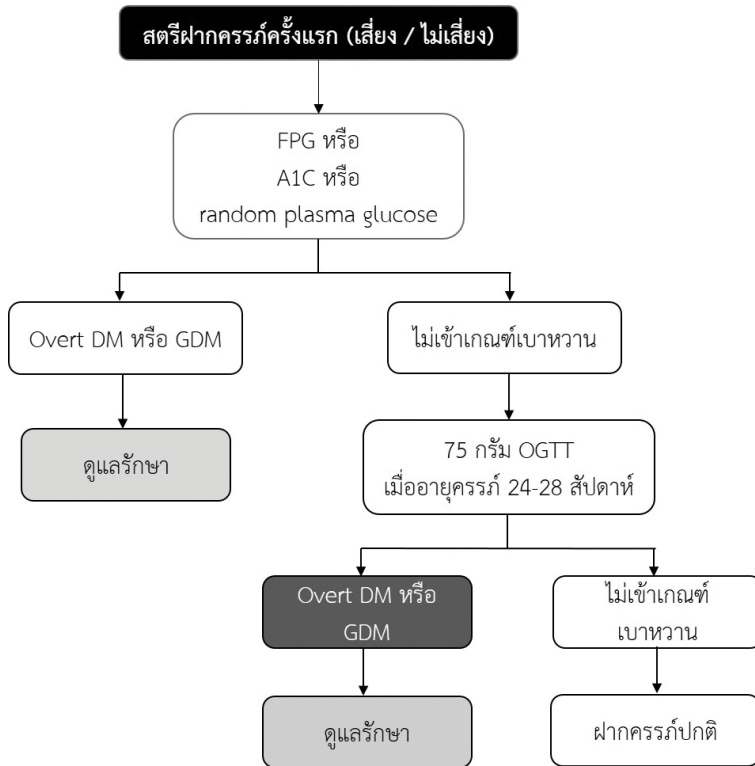 สตรีฝากครรภ์ครั้งแรก (เสี่ยง / ไม่เสี่ยง)
FPG หรือ
A1C หรือ
random plasma glucose
Overt DM หรือ GDM
ไม่เข้าเกณฑ์เบาหวาน
ดูแลรักษา
75 กรัม OGTT
เมื่ออายุครรภ์ 24-28 สัปดาห์
Overt DM หรือ
GDM
ไม่เข้าเกณฑ์
เบาหวาน
ดูแลรักษา
ฝากครรภ์ปกติ